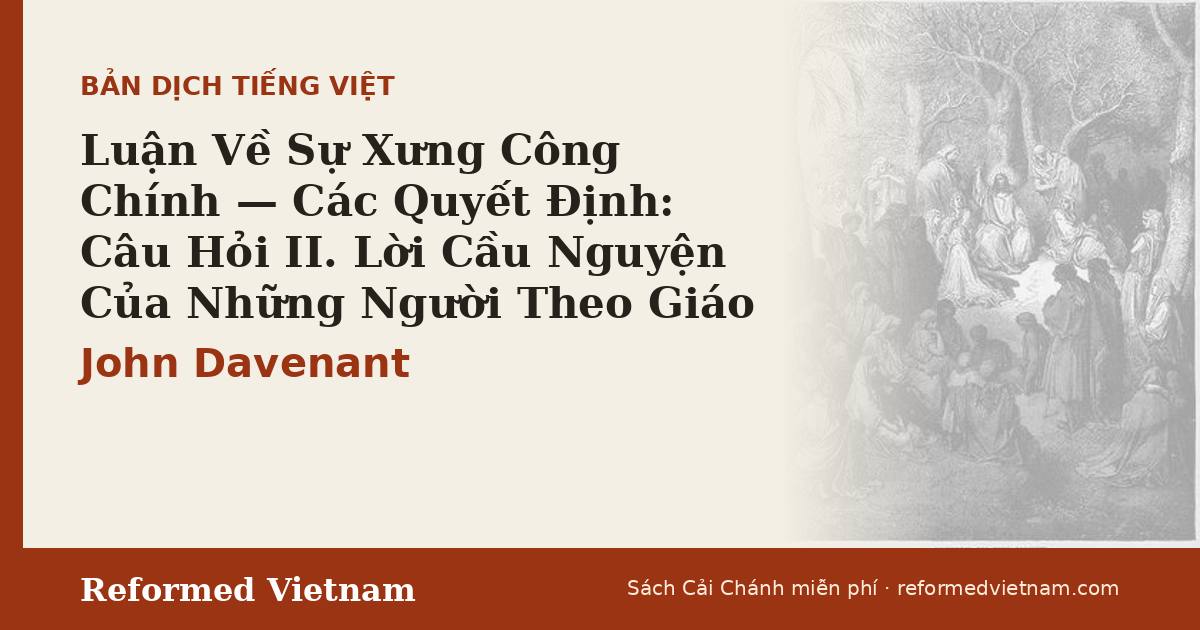 BẢN DỊCH TIẾNG VIỆT
Luận Về Sự Xưng Công
Chính — Các Quyết Định:
Câu Hỏi II. Lời Cầu Nguyện
Của Những Người Theo Giáo
John Davenant
Reformed Vietnam
Sách Cải Chánh miễn phí · reformedvietnam.com